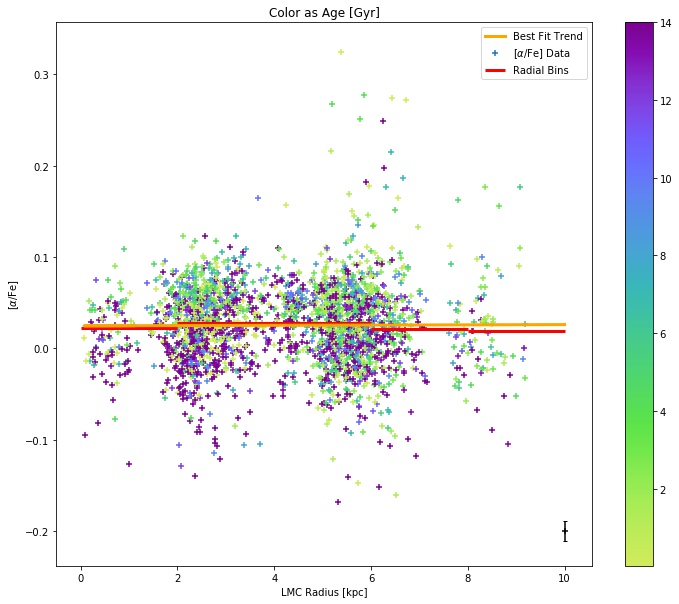 Color as Age [Gyr]
Best Fit Trend
[α/Fe] Data
Radial Bins
[α/Fe]
0.3
0.2
0.1
0.0
−0.1
−0.2
0 2 4 6 8 10
LMC Radius [kpc]
14
12
10
8
6
4
2